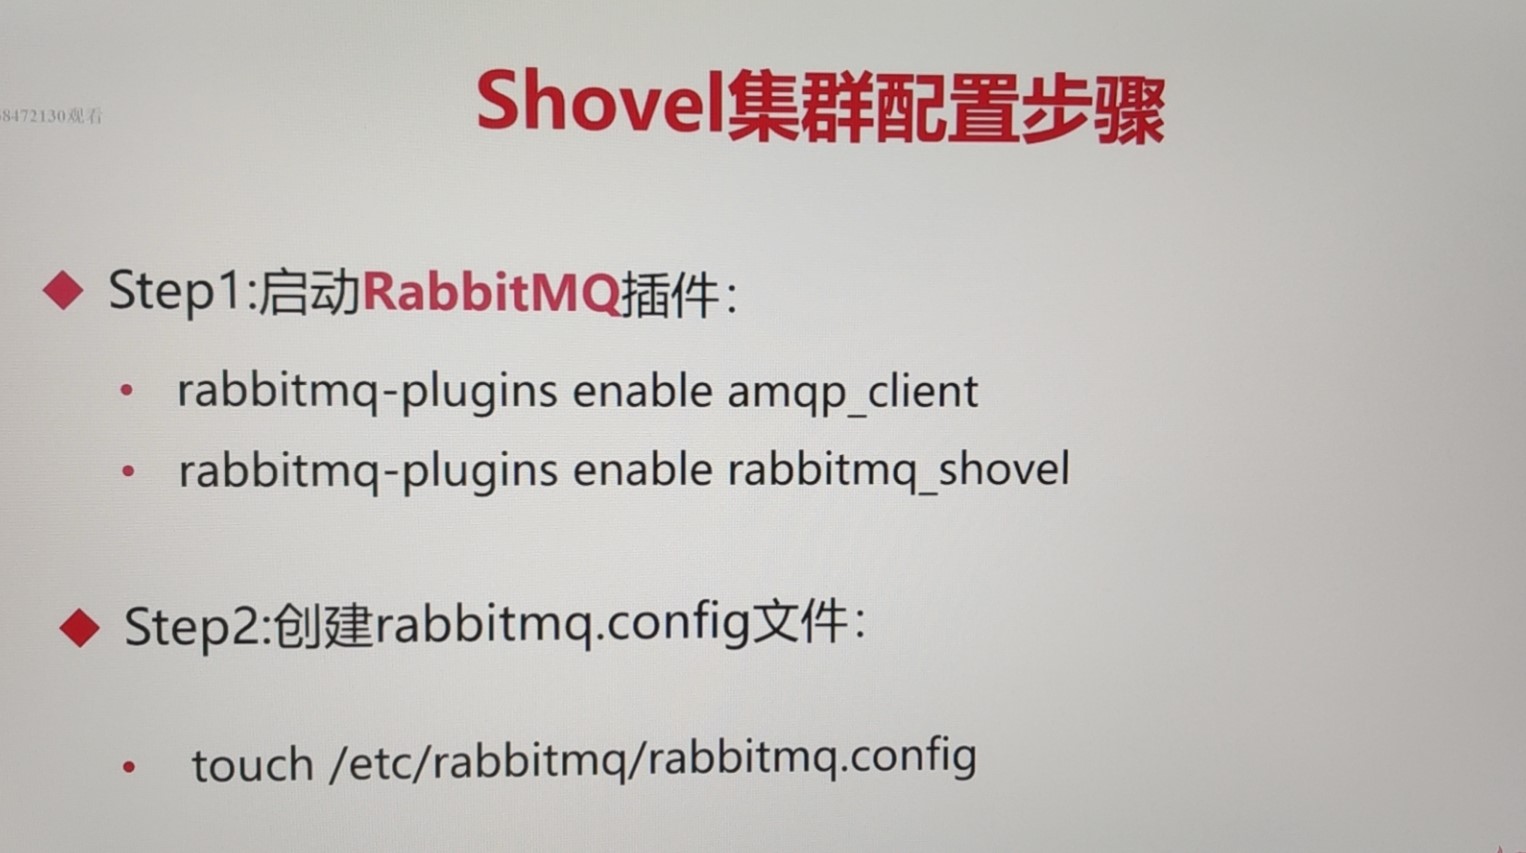 Shovel集群配置步骤
8472130观看
Step1:启动RabbitMQ插件：
rabbitmq-plugins enable amqp_client
rabbitmq-plugins enable rabbitmq_shovel
Step2:创建rabbitmq.config文件：
touch /etc/rabbitmq/rabbitmq.config